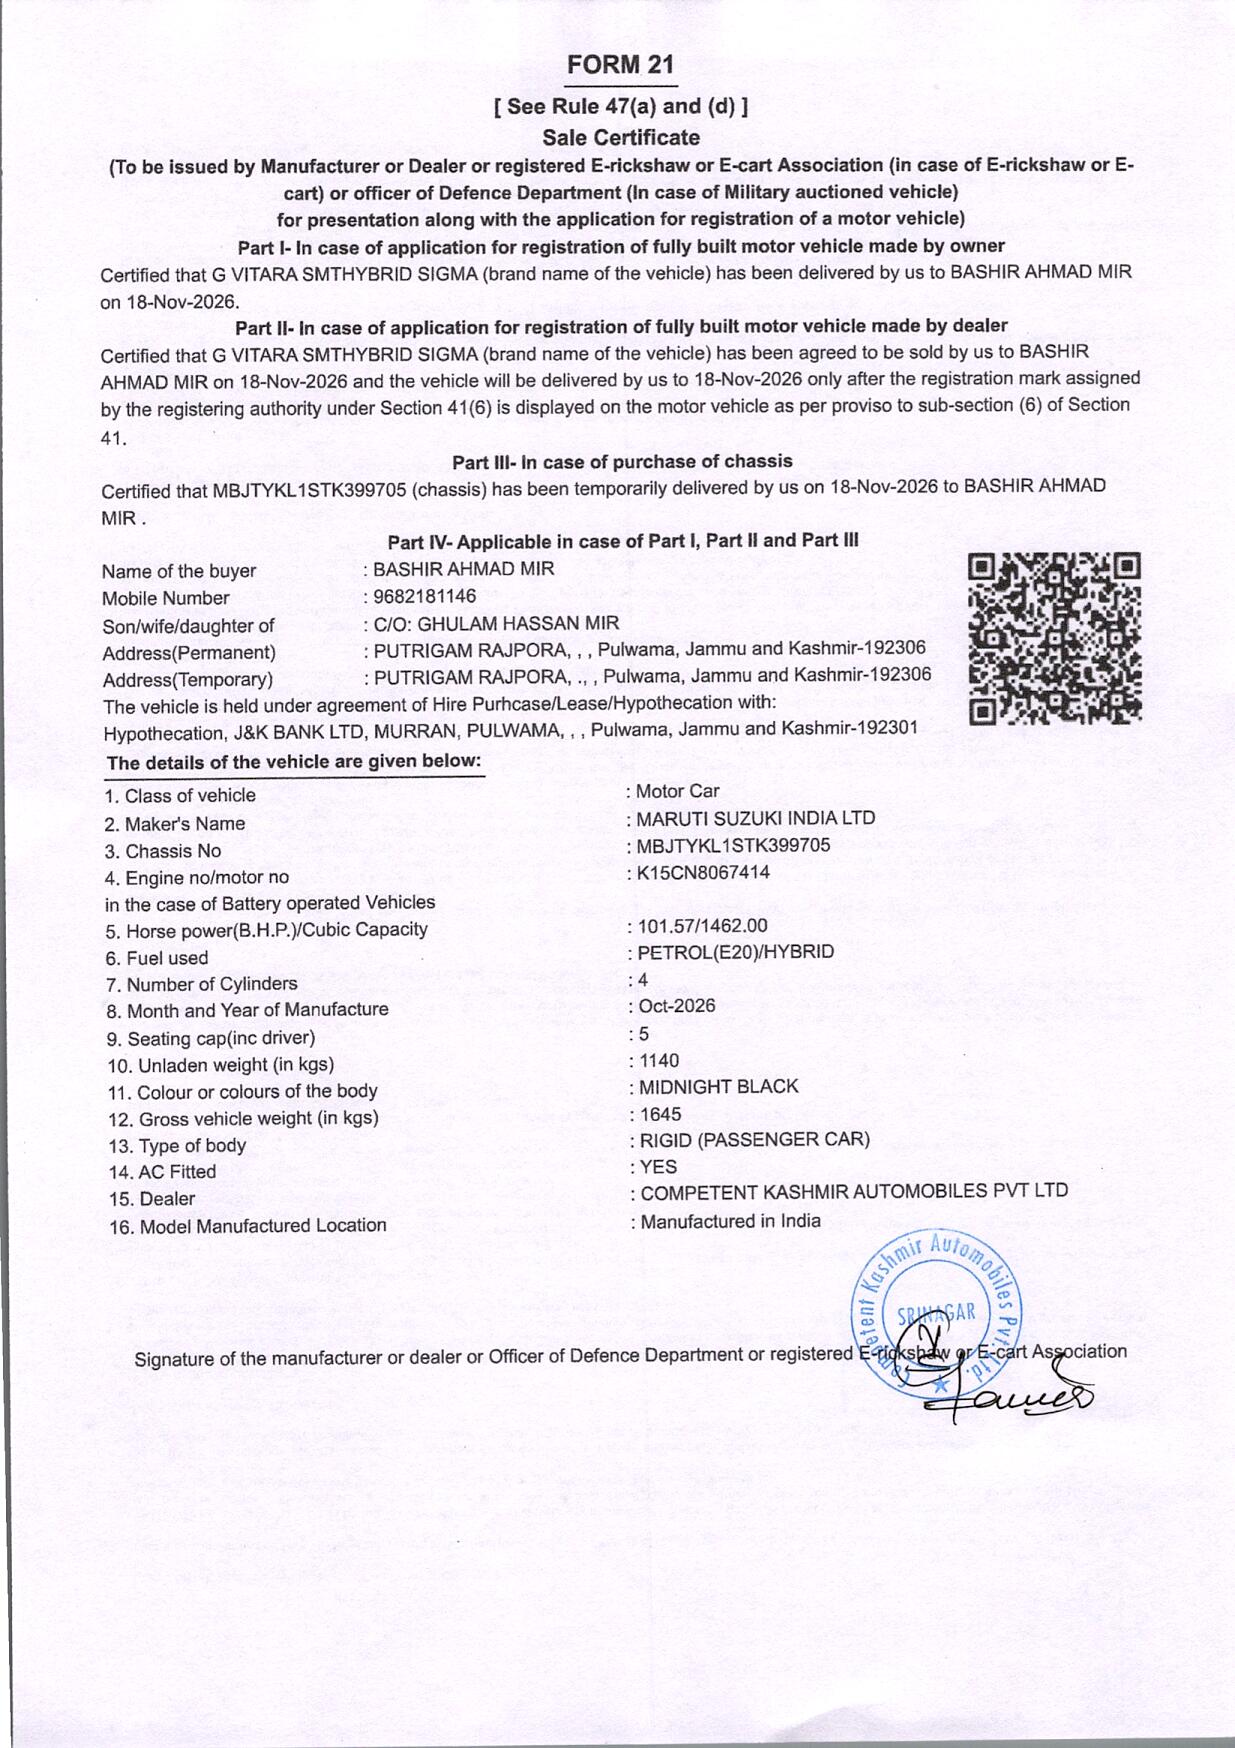 FORM 21
[ See Rule 47(a) and (d) ]
Sale Certificate
(To be issued by Manufacturer or Dealer or registered E-rickshaw or E-cart Association (in case of E-rickshaw or E-
cart) or officer of Defence Department (In case of Military auctioned vehicle)
for presentation along with the application for registration of a motor vehicle)
Part I- In case of application for registration of fully built motor vehicle made by owner
Certified that G VITARA SMTHYBRID SIGMA (brand name of the vehicle) has been delivered by us to BASHIR AHMAD MIR
on 18-Nov-2026.
Part II- In case of application for registration of fully built motor vehicle made by dealer
Certified that G VITARA SMTHYBRID SIGMA (brand name of the vehicle) has been agreed to be sold by us to BASHIR
AHMAD MIR on 18-Nov-2026 and the vehicle will be delivered by us to 18-Nov-2026 only after the registration mark assigned
by the registering authority under Section 41(6) is displayed on the motor vehicle as per proviso to sub-section (6) of Section
41.
Part III- In case of purchase of chassis
Certified that MBJTYKL1STK399705 (chassis) has been temporarily delivered by us on 18-Nov-2026 to BASHIR AHMAD
MIR .
Part IV- Applicable in case of Part I, Part II and Part III
Name of the buyer : BASHIR AHMAD MIR
Mobile Number : 9682181146
Son/wife/daughter of : C/O: GHULAM HASSAN MIR
Address(Permanent) : PUTRIGAM RAJPORA, , , Pulwama, Jammu and Kashmir-192306
Address(Temporary) : PUTRIGAM RAJPORA, ., , Pulwama, Jammu and Kashmir-192306
The vehicle is held under agreement of Hire Purhcase/Lease/Hypothecation with:
Hypothecation, J&K BANK LTD, MURRAN, PULWAMA, , , Pulwama, Jammu and Kashmir-192301
The details of the vehicle are given below:
1. Class of vehicle : Motor Car
2. Maker's Name : MARUTI SUZUKI INDIA LTD
3. Chassis No : MBJTYKL1STK399705
4. Engine no/motor no : K15CN8067414
in the case of Battery operated Vehicles
5. Horse power(B.H.P.)/Cubic Capacity : 101.57/1462.00
6. Fuel used : PETROL(E20)/HYBRID
7. Number of Cylinders : 4
8. Month and Year of Manufacture : Oct-2026
9. Seating cap(inc driver) : 5
10. Unladen weight (in kgs) : 1140
11. Colour or colours of the body : MIDNIGHT BLACK
12. Gross vehicle weight (in kgs) : 1645
13. Type of body : RIGID (PASSENGER CAR)
14. AC Fitted : YES
15. Dealer : COMPETENT KASHMIR AUTOMOBILES PVT LTD
16. Model Manufactured Location : Manufactured in India
Competent Kashmir Automobiles Pvt. Ltd.
SRINAGAR
Signature of the manufacturer or dealer or Officer of Defence Department or registered E-rickshaw or E-cart Association